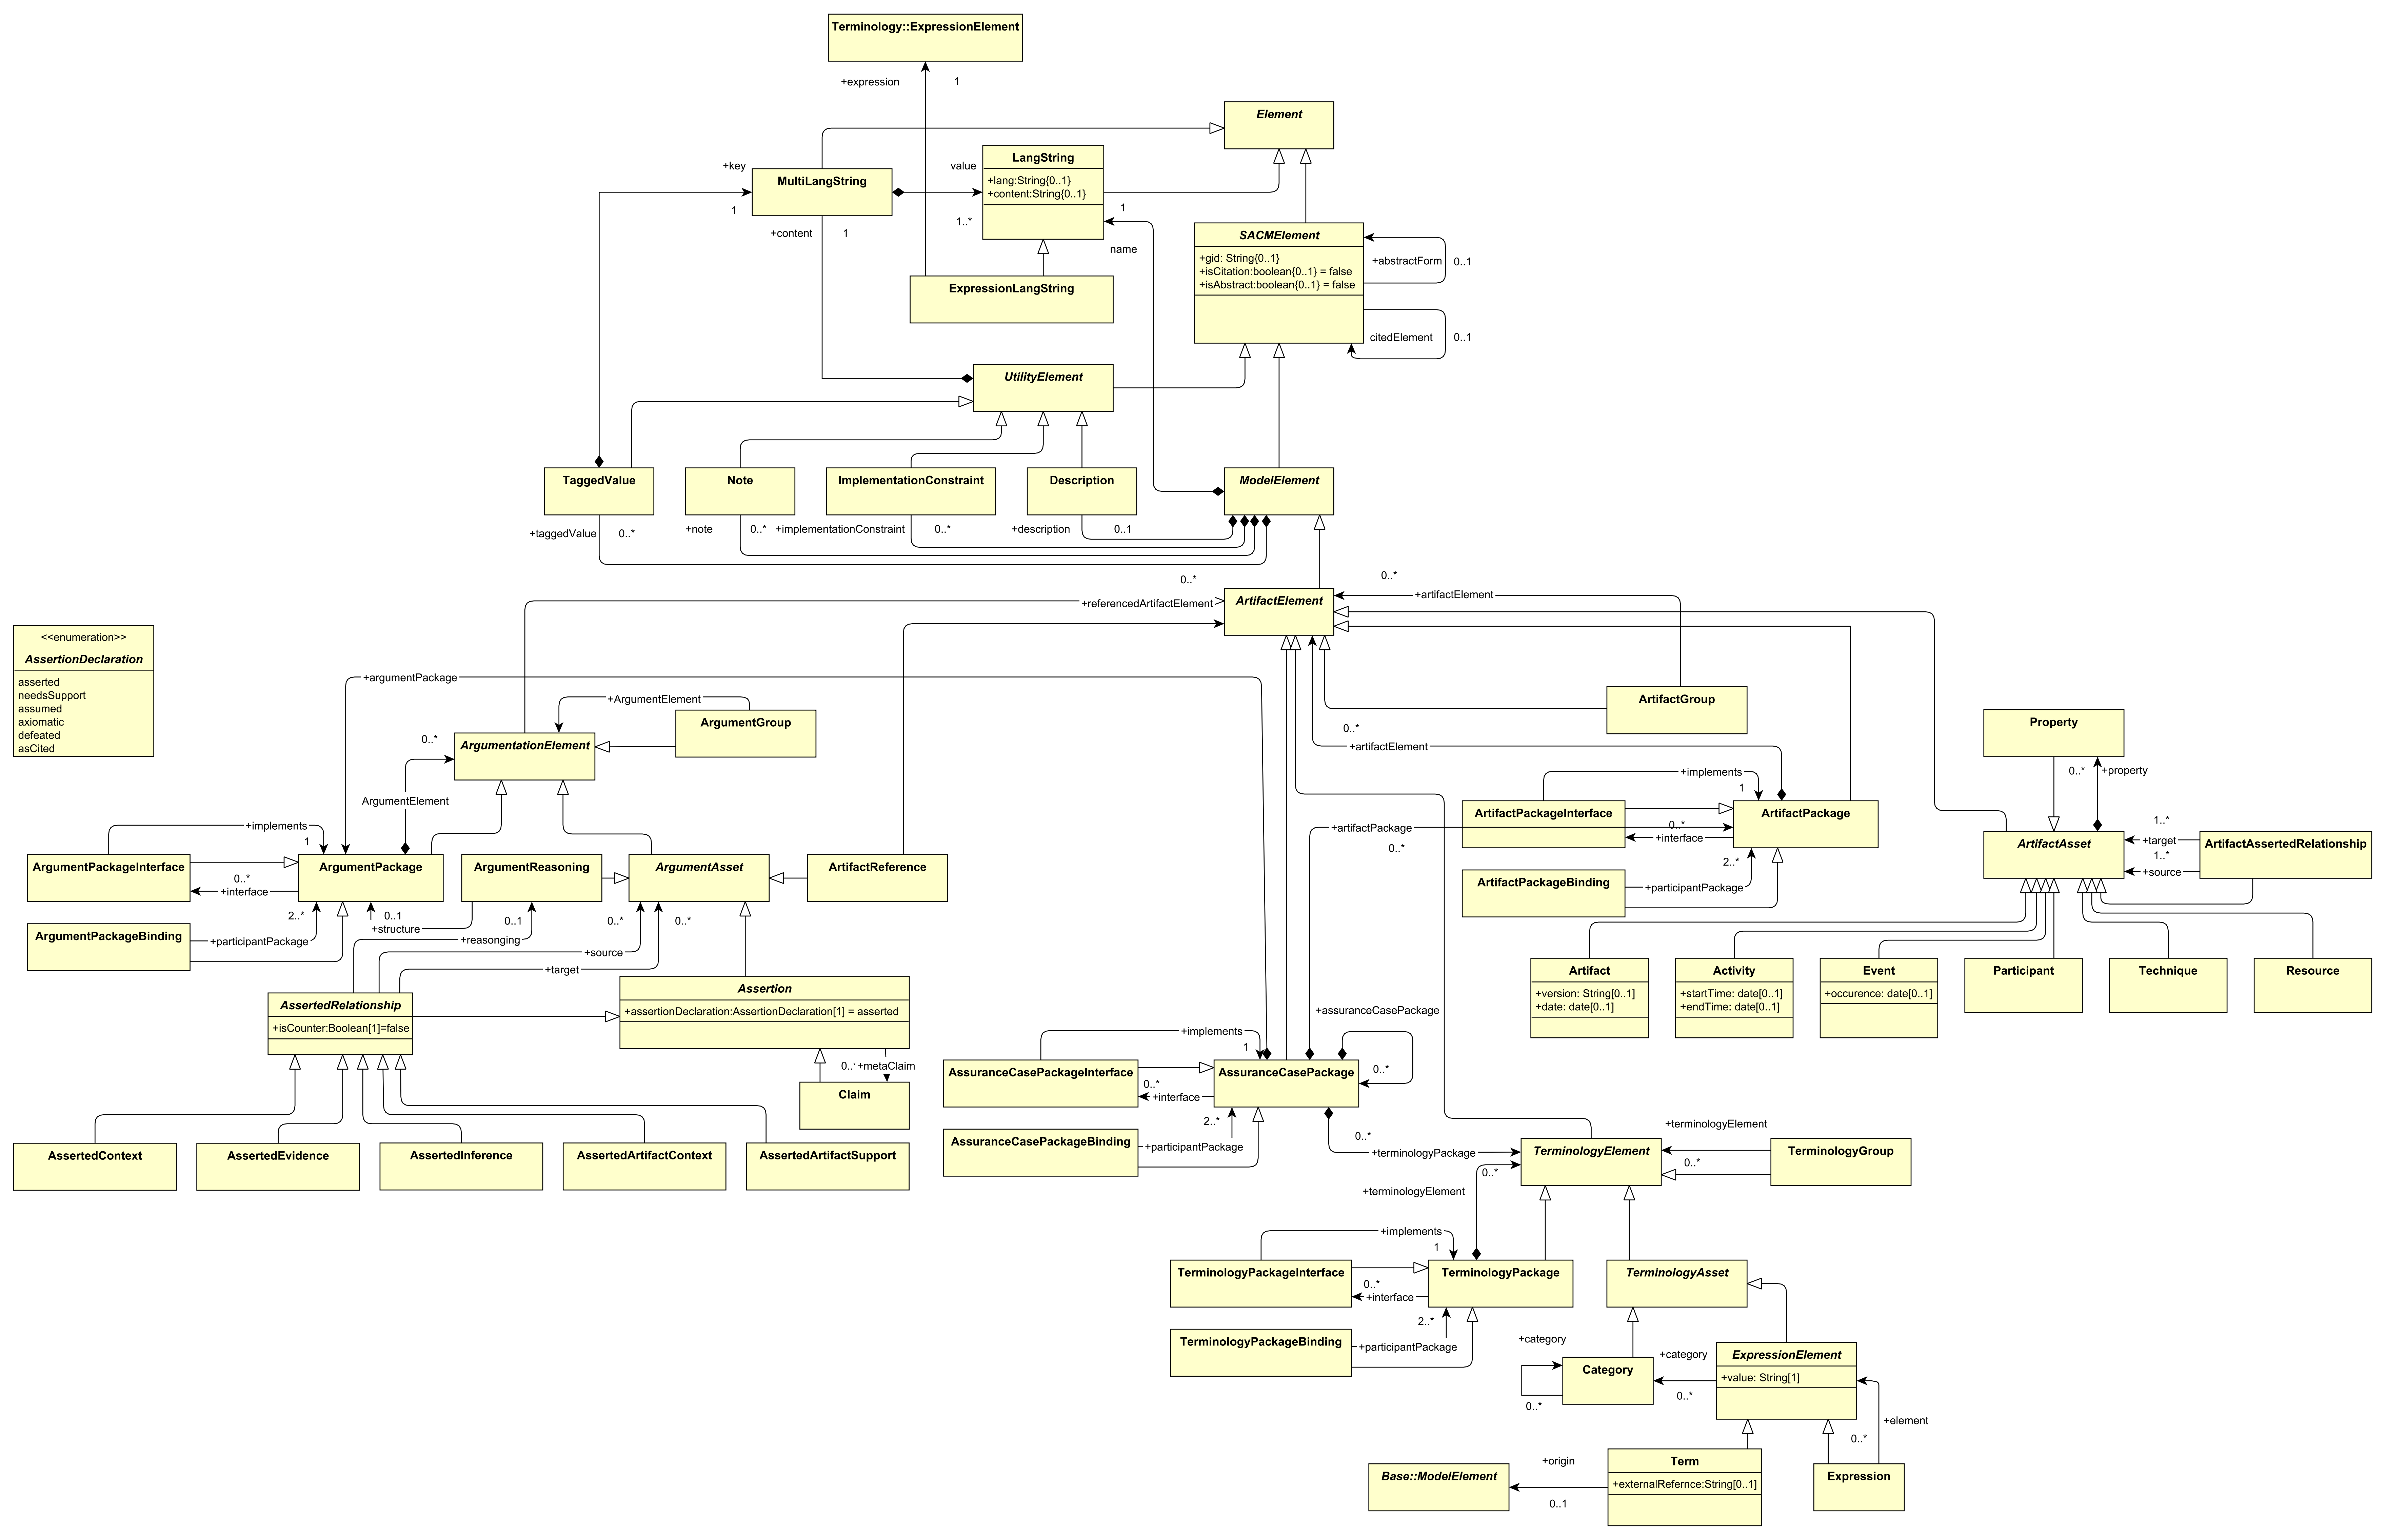 Terminology::ExpressionElement
+expression
1
Element
+key
value
LangString
+lang:String{0..1}
+content:String{0..1}
MultiLangString
1
1..*
1
+content
1
name
SACMElement
+gid: String{0..1}
+isCitation:boolean{0..1} = false
+isAbstract:boolean{0..1} = false
+abstractForm
0..1
ExpressionLangString
citedElement
0..1
UtilityElement
TaggedValue
Note
ImplementationConstraint
Description
ModelElement
+taggedValue
0..*
+note
0..*
+implementationConstraint
0..*
+description
0..1
0..*
0..*
+referencedArtifactElement
ArtifactElement
+artifactElement
<<enumeration>>
AssertionDeclaration
asserted
needsSupport
assumed
axiomatic
defeated
asCited
+argumentPackage
+ArgumentElement
ArgumentGroup
ArtifactGroup
0..*
Property
0..*
ArgumentationElement
+artifactElement
0..*
+property
+implements
1
ArgumentElement
ArtifactPackageInterface
ArtifactPackage
+implements
1
+artifactPackage
0..*
0..*
+interface
1..*
+target
ArtifactAsset
ArtifactAssertedRelationship
1..*
+source
ArgumentPackageInterface
ArgumentPackage
ArgumentReasoning
ArgumentAsset
ArtifactReference
0..*
+interface
2..*
ArtifactPackageBinding
+participantPackage
2..*
0..1
+structure
0..1
0..*
0..*
ArgumentPackageBinding
+participantPackage
+reasonging
+source
+target
Artifact
+version: String[0..1]
+date: date[0..1]
Activity
+startTime: date[0..1]
+endTime: date[0..1]
Event
+occurence: date[0..1]
Participant
Technique
Resource
Assertion
+assertionDeclaration:AssertionDeclaration[1] = asserted
AssertedRelationship
+isCounter:Boolean[1]=false
+assuranceCasePackage
+implements
1
0..*
+metaClaim
Claim
AssuranceCasePackageInterface
AssuranceCasePackage
0..*
0..*
+interface
2..*
AssuranceCasePackageBinding
+participantPackage
0..*
+terminologyPackage
+terminologyElement
TerminologyElement
TerminologyGroup
0..*
0..*
AssertedContext
AssertedEvidence
AssertedInference
AssertedArtifactContext
AssertedArtifactSupport
+terminologyElement
+implements
1
TerminologyPackageInterface
TerminologyPackage
TerminologyAsset
0..*
+interface
2..*
TerminologyPackageBinding
+participantPackage
+category
+category
Category
ExpressionElement
+value: String[1]
0..*
0..*
+element
0..*
+origin
Term
+externalRefernce:String[0..1]
Base::ModelElement
0..1
Expression